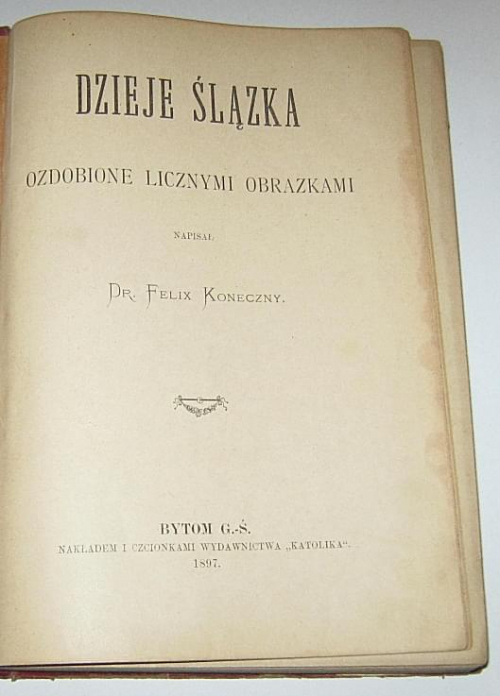 DZIEJE ŚLĄZKA
OZDOBIONE LICZNYMI OBRAZKAMI
NAPISAŁ
DR. FELIX KONECZNY.
BYTOM G.-Ś.
NAKŁADEM I CZCIONKAMI WYDAWNICTWA „KATOLIKA“.
1897.